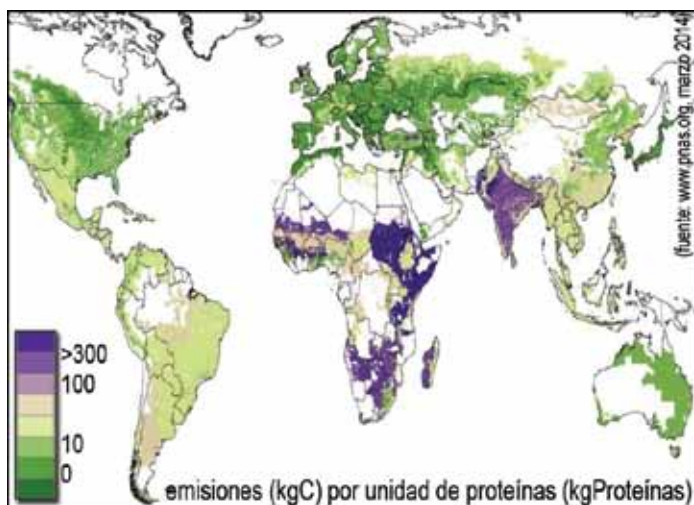 (fuente: www.pnas.org, marzo 2014)
>300
100
10
0
emisiones (kgC) por unidad de proteínas (kgProteínas)